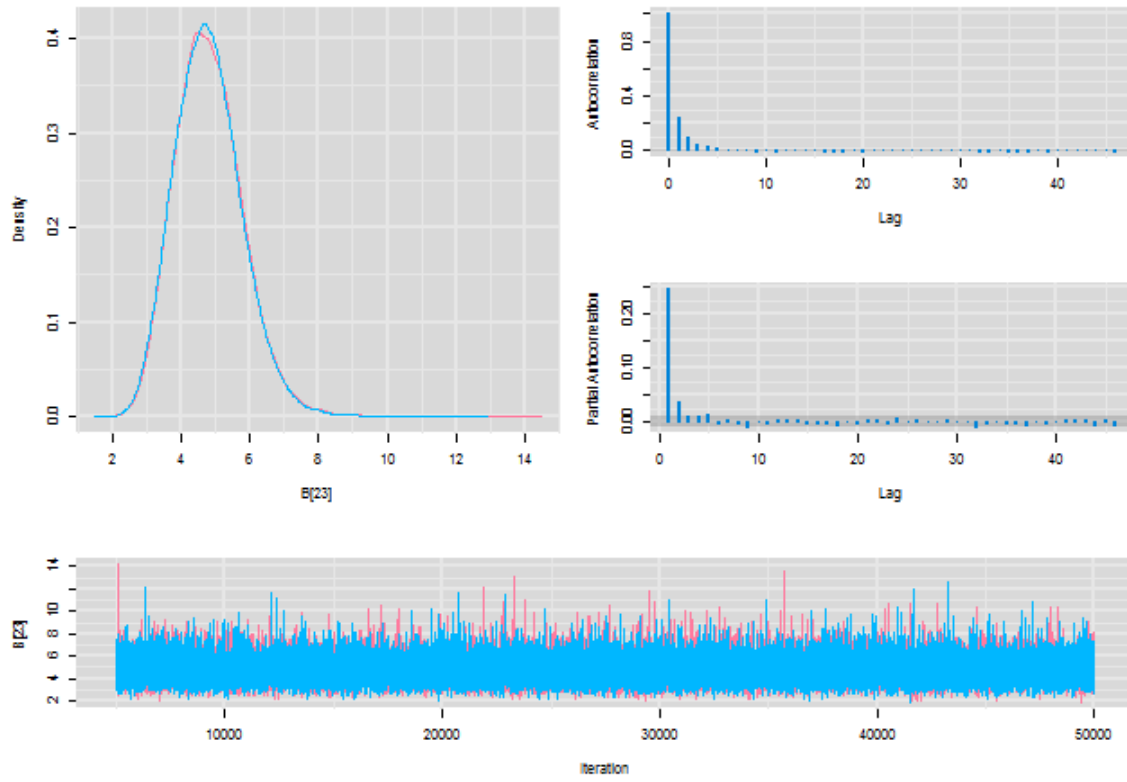 Density
0.0 0.1 0.2 0.3 0.4
2 4 6 8 10 12 14
B[23]
Autocorrelation
0.0 0.4 0.8
0 10 20 30 40
Lag
Partial Autocorrelation
0.00 0.10 0.20
0 10 20 30 40
Lag
B[23]
2 4 6 8 10 14
10000 20000 30000 40000 50000
Iteration